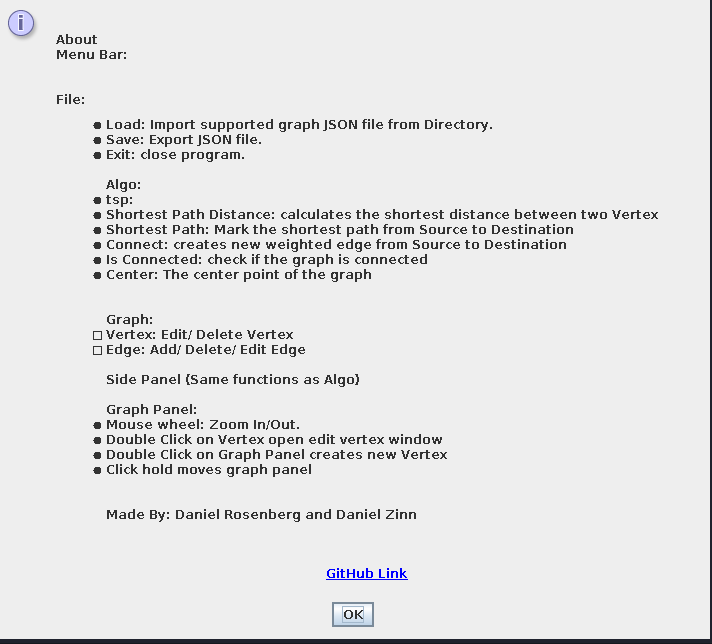 About
Menu Bar:
File:
● Load: Import supported graph JSON file from Directory.
● Save: Export JSON file.
● Exit: close program.
Algo:
● tsp:
● Shortest Path Distance: calculates the shortest distance between two Vertex
● Shortest Path: Mark the shortest path from Source to Destination
● Connect: creates new weighted edge from Source to Destination
● Is Connected: check if the graph is connected
● Center: The center point of the graph
Graph:
□ Vertex: Edit/ Delete Vertex
□ Edge: Add/ Delete/ Edit Edge
Side Panel {Same functions as Algo}
Graph Panel:
● Mouse wheel: Zoom In/Out.
● Double Click on Vertex open edit vertex window
● Double Click on Graph Panel creates new Vertex
● Click hold moves graph panel
Made By: Daniel Rosenberg and Daniel Zinn
GitHub Link
OK